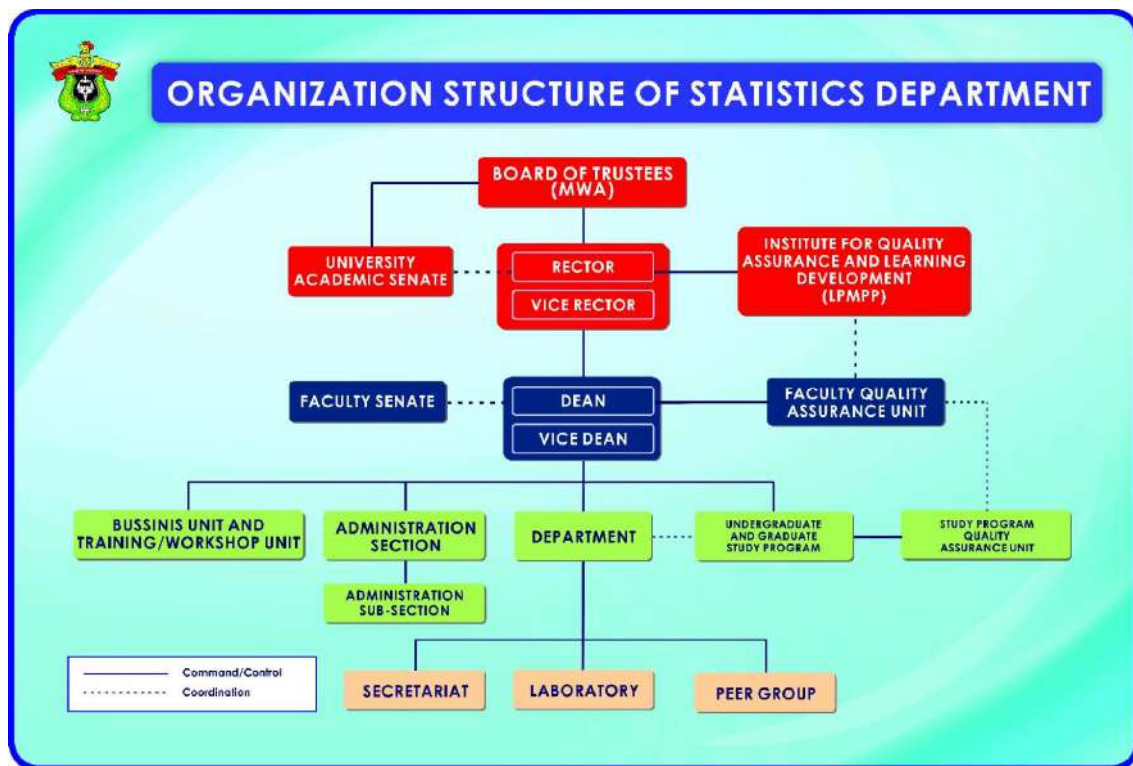 ORGANIZATION STRUCTURE OF STATISTICS DEPARTMENT
BOARD OF TRUSTEES
(MWA)
UNIVERSITY
ACADEMIC SENATE
RECTOR
VICE RECTOR
INSTITUTE FOR QUALITY
ASSURANCE AND LEARNING
DEVELOPMENT
(LPMPP)
FACULTY SENATE
DEAN
VICE DEAN
FACULTY QUALITY
ASSURANCE UNIT
BUSSINIS UNIT AND
TRAINING/WORKSHOP UNIT
ADMINISTRATION
SECTION
DEPARTMENT
UNDERGRADUATE
AND GRADUATE
STUDY PROGRAM
STUDY PROGRAM
QUALITY
ASSURANCE UNIT
ADMINISTRATION
SUB-SECTION
Command/Control
Coordination
SECRETARIAT
LABORATORY
PEER GROUP